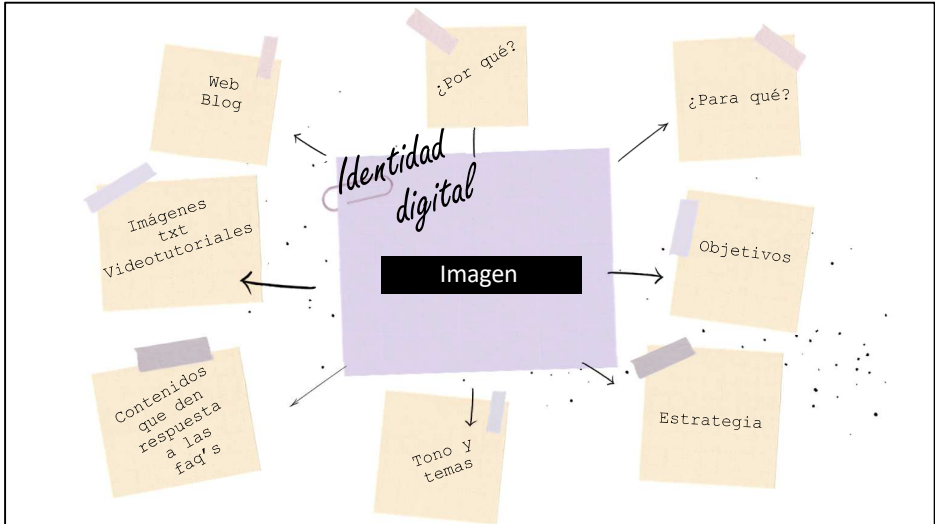 ¿Por qué?
Web
Blog
¿Para qué?
Identidad
digital
Imágenes
txt
Videotutoriales
Objetivos
Imagen
Contenidos
que den
respuesta
a las
faq's
Tono y
temas
Estrategia